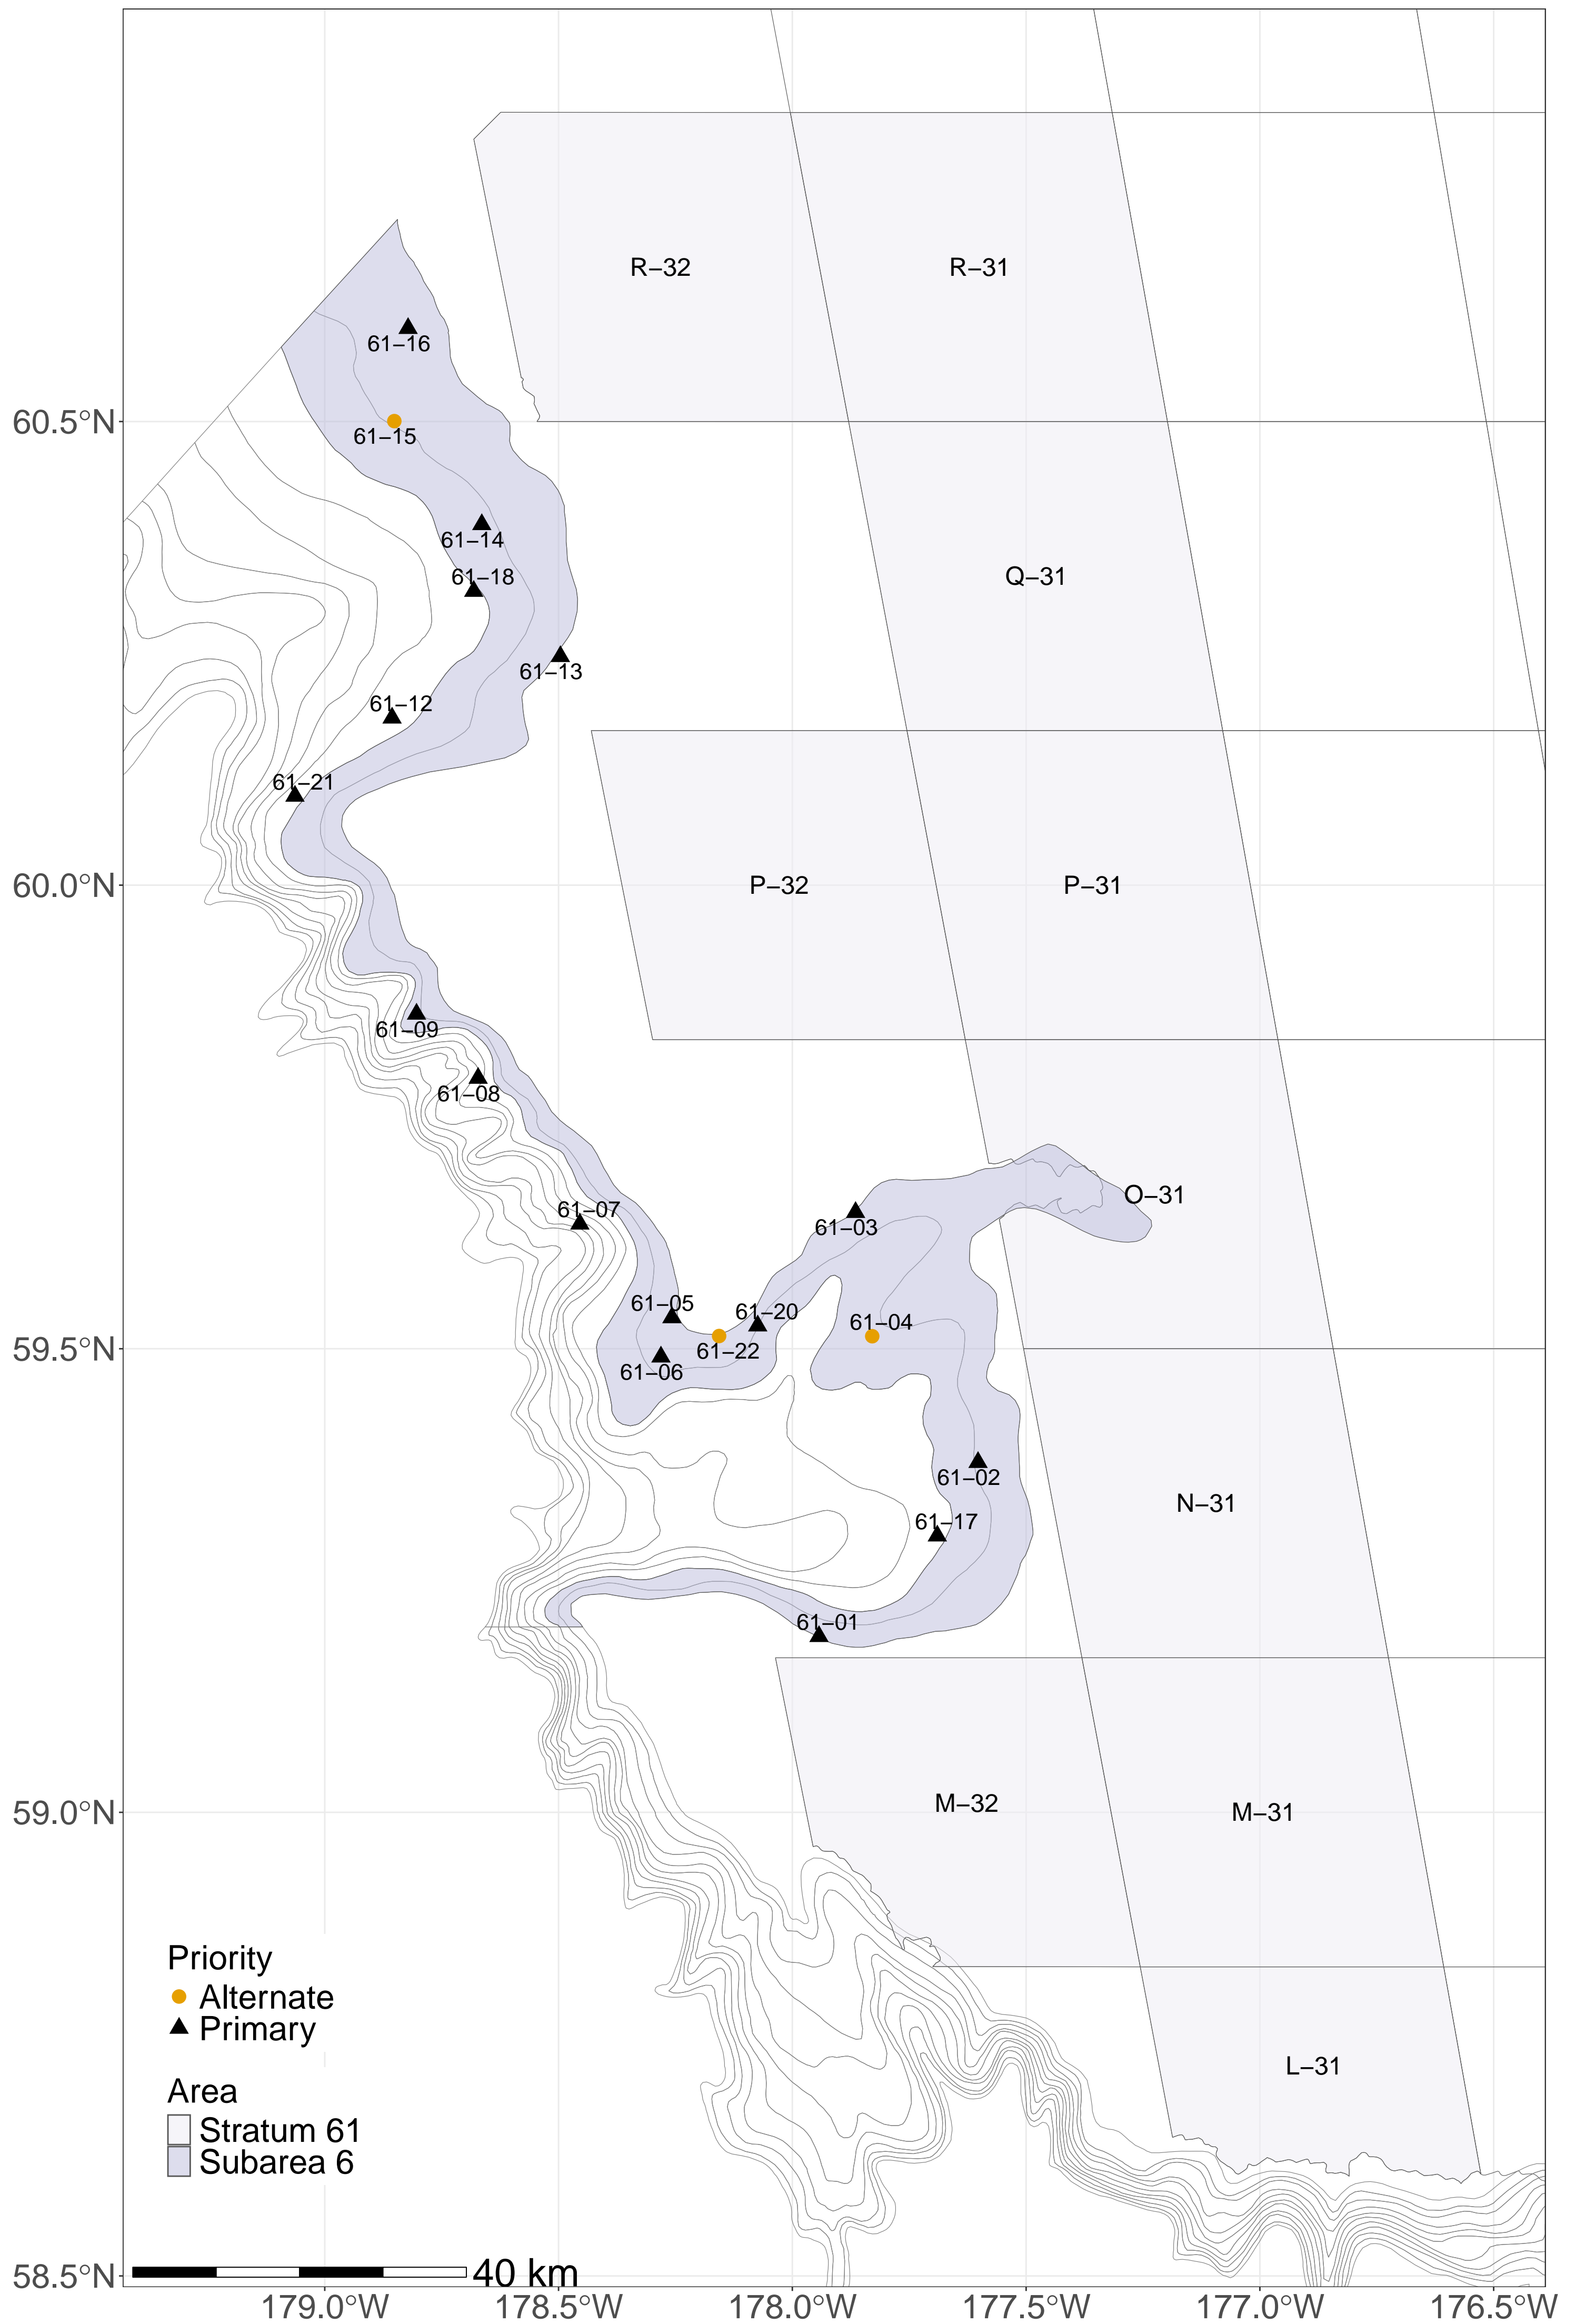 R–32
R–31
61–16
60.5°N
61–15
61–14
61–18
Q–31
61–13
61–12
61–21
60.0°N
P–32
P–31
61–09
61–08
O–31
61–07
61–03
61–05
61–20
61–04
59.5°N
61–22
61–06
61–02
N–31
61–17
61–01
59.0°N
M–32
M–31
Priority
Alternate
Primary
L–31
Area
Stratum 61
Subarea 6
40 km
58.5°N
179.0°W
178.5°W
178.0°W
177.5°W
177.0°W
176.5°W